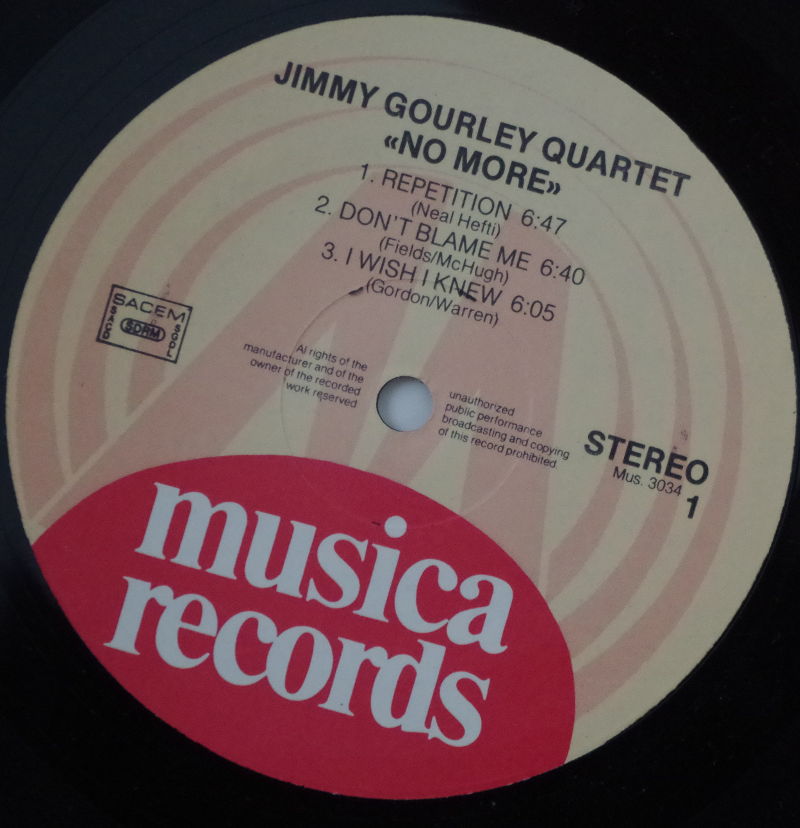 JIMMY GOURLEY QUARTET
«NO MORE»
1. REPETITION 6:47
(Neal Hefti)
2. DON'T BLAME ME 6:40
(Fields/McHugh)
3. I WISH I KNEW 6:05
(Gordon/Warren)
SACEM
SACD
SDRM
SGDL
Al rights of the
manufacturer and of the
owner of the recorded
work reserved
unauthorized
public performance
broadcasting and copying
of this record prohibited.
STEREO
Mus. 3034
1
musica
records